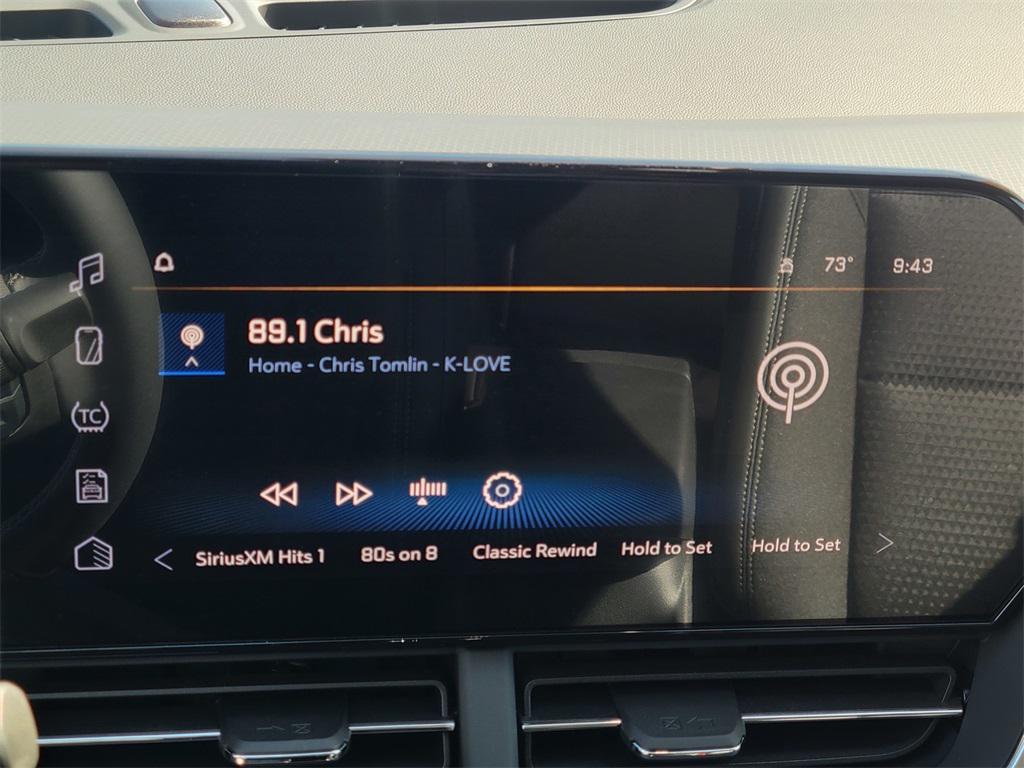 73° 9:43
89.1 Chris
Home - Chris Tomlin - K-LOVE
TC
SiriusXM Hits 1 80s on 8 Classic Rewind Hold to Set Hold to Set